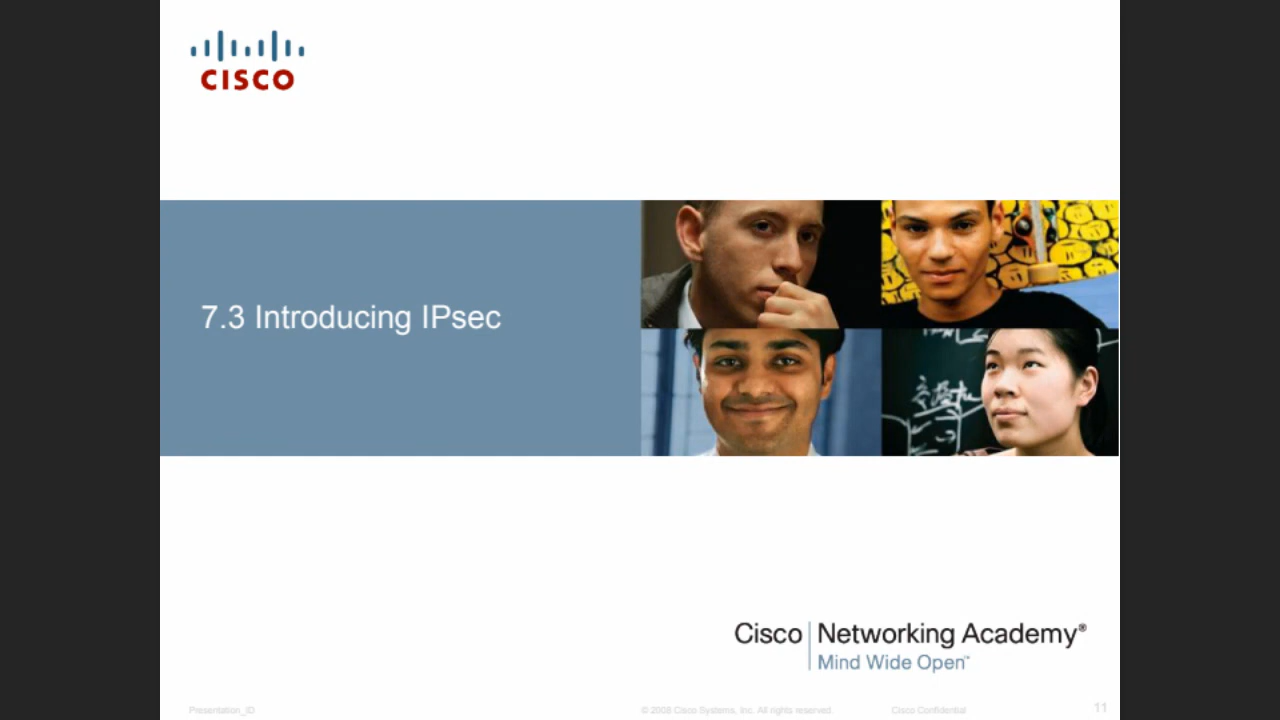 CISCO
7.3 Introducing IPsec
Cisco Networking Academy®
Mind Wide Open™
Presentation_ID © 2008 Cisco Systems, Inc. All rights reserved. Cisco Confidential 11